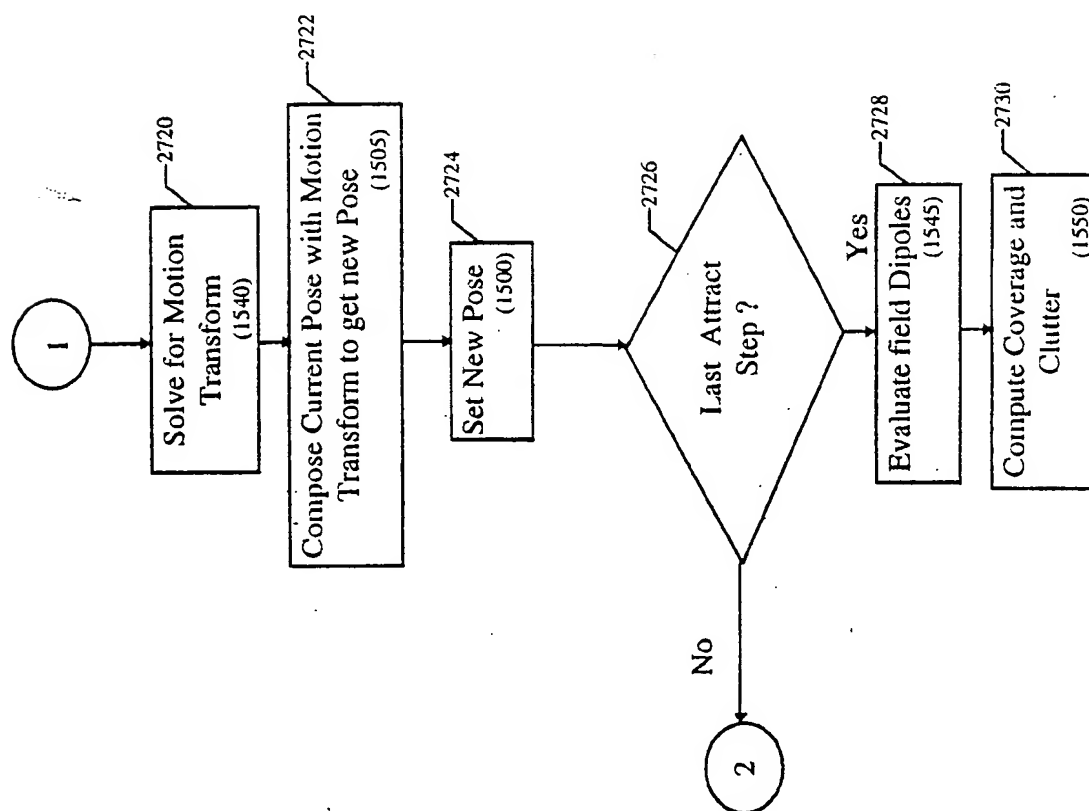 1
2720
Solve for Motion
Transform
(1540)
2722
Compose Current Pose with Motion
Transform to get new Pose
(1505)
2724
Set New Pose
(1500)
2726
Last Attract
Step ?
No
2
Yes
2728
Evaluate field Dipoles
(1545)
2730
Compute Coverage and
Clutter
(1550)